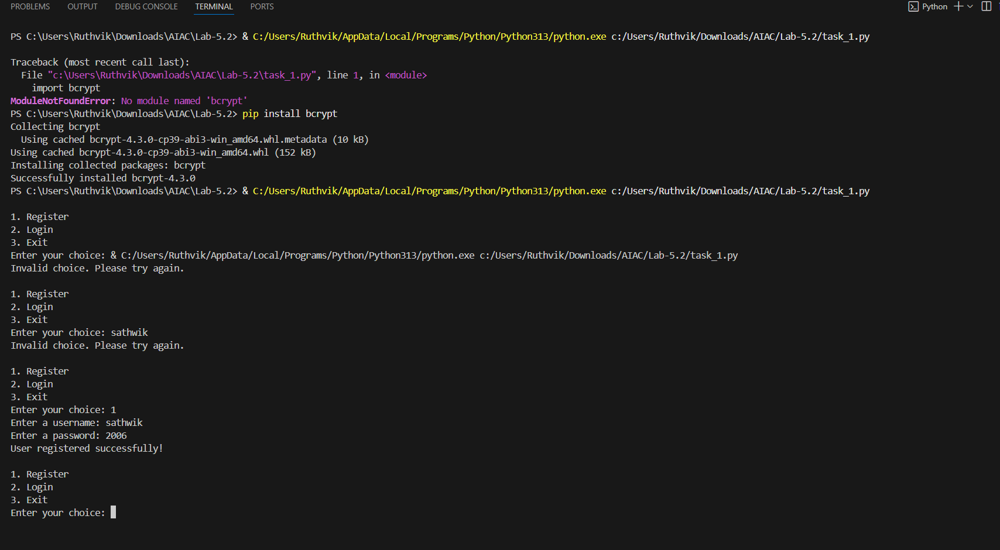 PROBLEMS OUTPUT DEBUG CONSOLE TERMINAL PORTS Python
PS C:\Users\Ruthvik\Downloads\AIAC\Lab-5.2> & C:/Users/Ruthvik/AppData/Local/Programs/Python/Python313/python.exe c:/Users/Ruthvik/Downloads/AIAC/Lab-5.2/task_1.py
Traceback (most recent call last):
File "c:\Users\Ruthvik\Downloads\AIAC\Lab-5.2\task_1.py", line 1, in <module>
import bcrypt
ModuleNotFoundError: No module named 'bcrypt'
PS C:\Users\Ruthvik\Downloads\AIAC\Lab-5.2> pip install bcrypt
Collecting bcrypt
Using cached bcrypt-4.3.0-cp39-abi3-win_amd64.whl.metadata (10 kB)
Using cached bcrypt-4.3.0-cp39-abi3-win_amd64.whl (152 kB)
Installing collected packages: bcrypt
Successfully installed bcrypt-4.3.0
PS C:\Users\Ruthvik\Downloads\AIAC\Lab-5.2> & C:/Users/Ruthvik/AppData/Local/Programs/Python/Python313/python.exe c:/Users/Ruthvik/Downloads/AIAC/Lab-5.2/task_1.py
1. Register
2. Login
3. Exit
Enter your choice: & C:/Users/Ruthvik/AppData/Local/Programs/Python/Python313/python.exe c:/Users/Ruthvik/Downloads/AIAC/Lab-5.2/task_1.py
Invalid choice. Please try again.
1. Register
2. Login
3. Exit
Enter your choice: sathwik
Invalid choice. Please try again.
1. Register
2. Login
3. Exit
Enter your choice: 1
Enter a username: sathwik
Enter a password: 2006
User registered successfully!
1. Register
2. Login
3. Exit
Enter your choice: